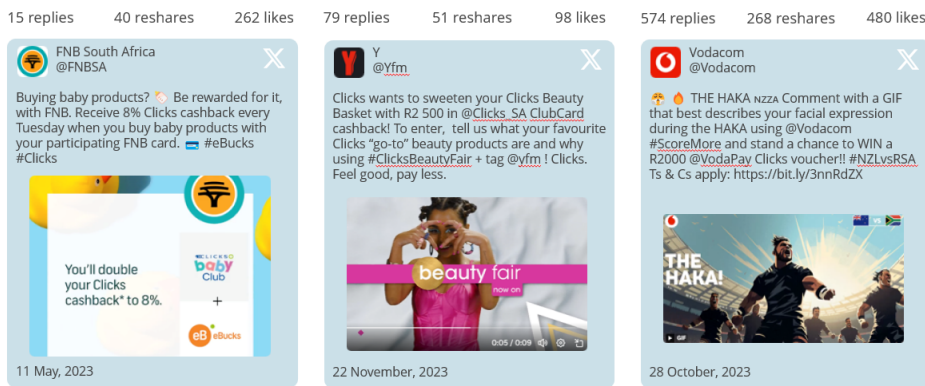 15 replies 40 reshares 262 likes
FNB South Africa
@FNBSA
Buying baby products? 🍼 Be rewarded for it,
with FNB. Receive 8% Clicks cashback every
Tuesday when you buy baby products with
your participating FNB card. 💳 #eBucks
#Clicks
You'll double
your Clicks
cashback* to 8%.
CLICKS
baby
Club
+
eB eBucks
11 May, 2023
79 replies 51 reshares 98 likes
Y
Y
@Yfm
Clicks wants to sweeten your Clicks Beauty
Basket with R2 500 in @Clicks_SA ClubCard
cashback! To enter, tell us what your favourite
Clicks “go-to” beauty products are and why
using #ClicksBeautyFair + tag @yfm ! Clicks.
Feel good, pay less.
beauty fair
now on
0:05 / 0:09
22 November, 2023
574 replies 268 reshares 480 likes
Vodacom
@Vodacom
😤 🔥 THE HAKA ɴᴢᴢᴀ Comment with a GIF
that best describes your facial expression
during the HAKA using @Vodacom
#ScoreMore and stand a chance to WIN a
R2000 @VodaPay Clicks voucher!! #NZLvsRSA
Ts & Cs apply: https://bit.ly/3nnRdZX
VS
THE
HAKA!
GIF
28 October, 2023